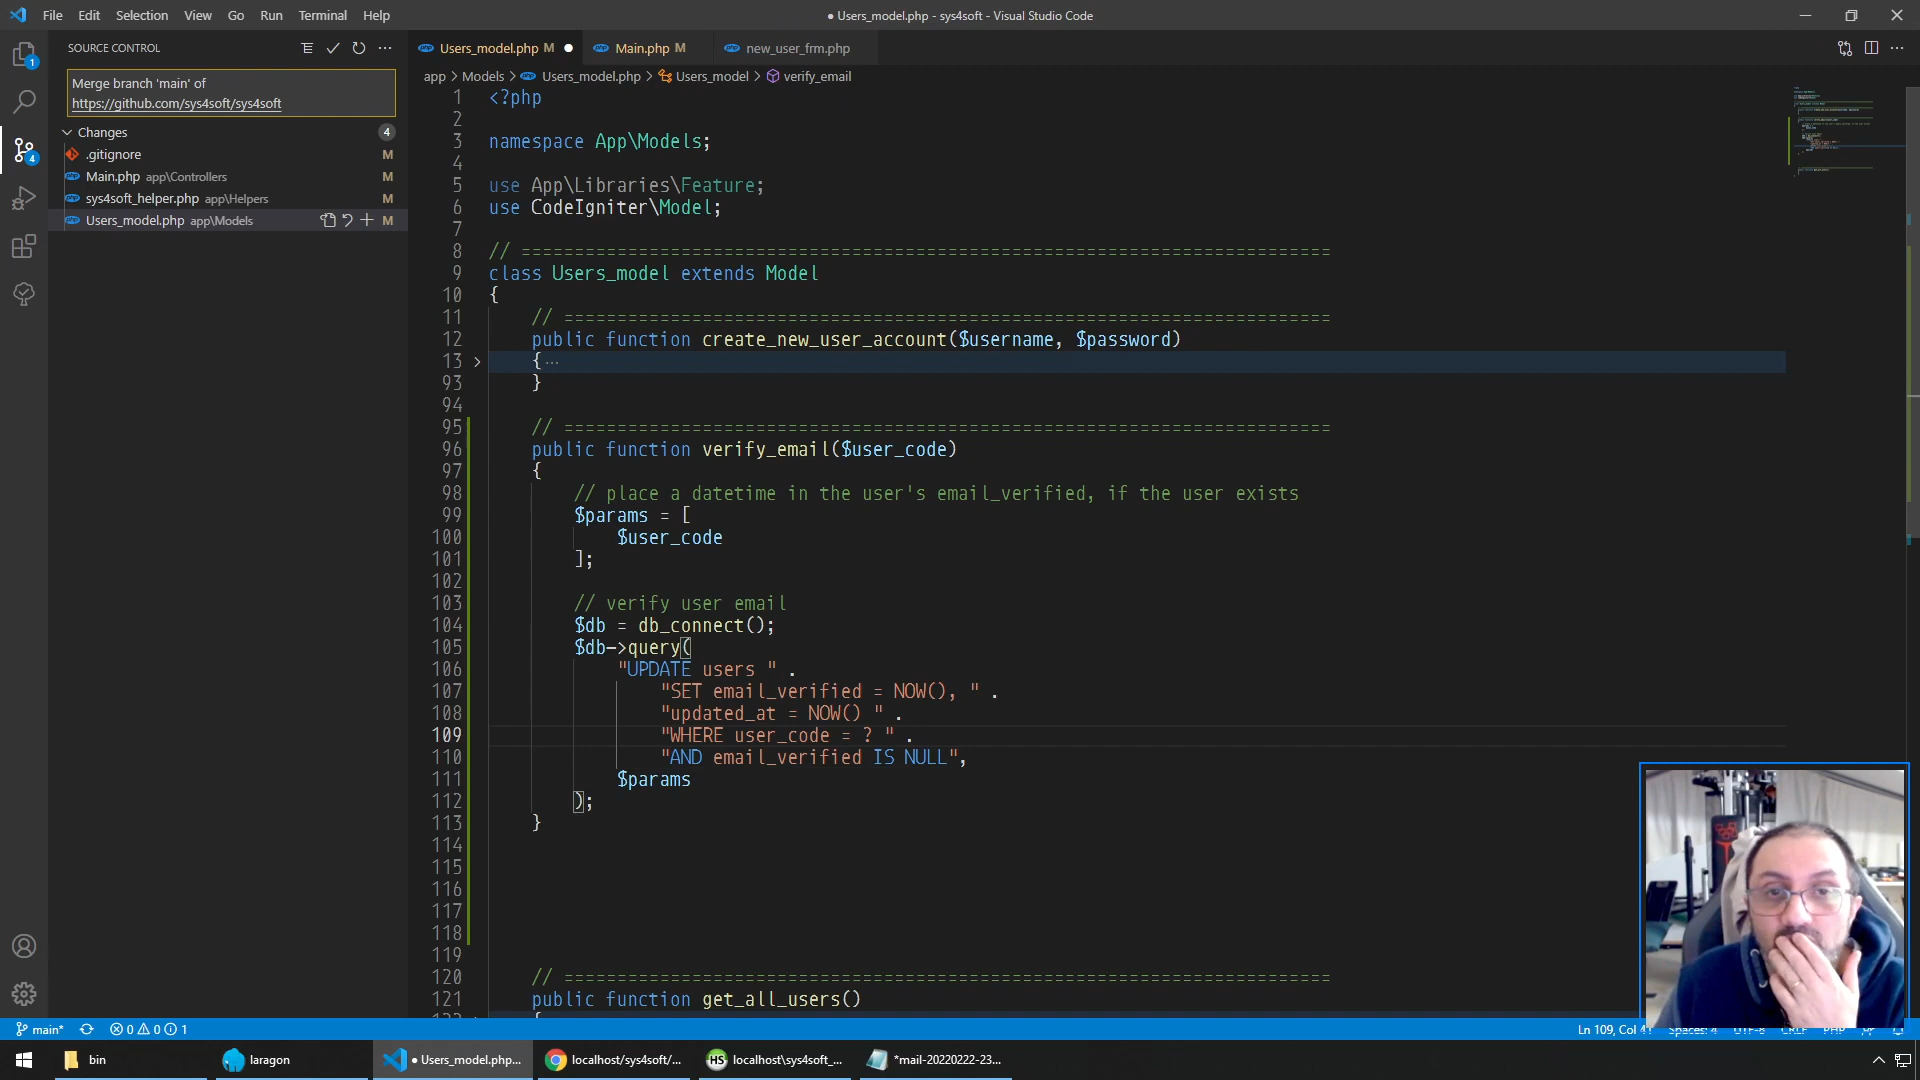 File Edit Selection View Go Run Terminal Help
● Users_model.php - sys4soft - Visual Studio Code
SOURCE CONTROL
Merge branch 'main' of
https://github.com/sys4soft/sys4soft
Changes 4
.gitignore M
Main.php app\Controllers M
sys4soft_helper.php app\Helpers M
Users_model.php app\Models M
1
4
Users_model.php M
Main.php M
new_user_frm.php
app > Models > Users_model.php > Users_model > verify_email
1 <?php
2
3 namespace App\Models;
4
5 use App\Libraries\Feature;
6 use CodeIgniter\Model;
7
8 // ============================================================================
9 class Users_model extends Model
10 {
11 // ========================================================================
12 public function create_new_user_account($username, $password)
13 {...
93 }
94
95 // ========================================================================
96 public function verify_email($user_code)
97 {
98 // place a datetime in the user's email_verified, if the user exists
99 $params = [
100 $user_code
101 ];
102
103 // verify user email
104 $db = db_connect();
105 $db->query(
106 "UPDATE users " .
107 "SET email_verified = NOW(), " .
108 "updated_at = NOW() " .
109 "WHERE user_code = ? " .
110 "AND email_verified IS NULL",
111 $params
112 );
113 }
114
115
116
117
118
119
120 // ========================================================================
121 public function get_all_users()
{
main* 0 0 1
Ln 109, Col 41 Spaces: 4 UTF-8 CRLF PHP
bin
laragon
● Users_model.php...
localhost/sys4soft/...
HS localhost\sys4soft_...
*mail-20220222-23...